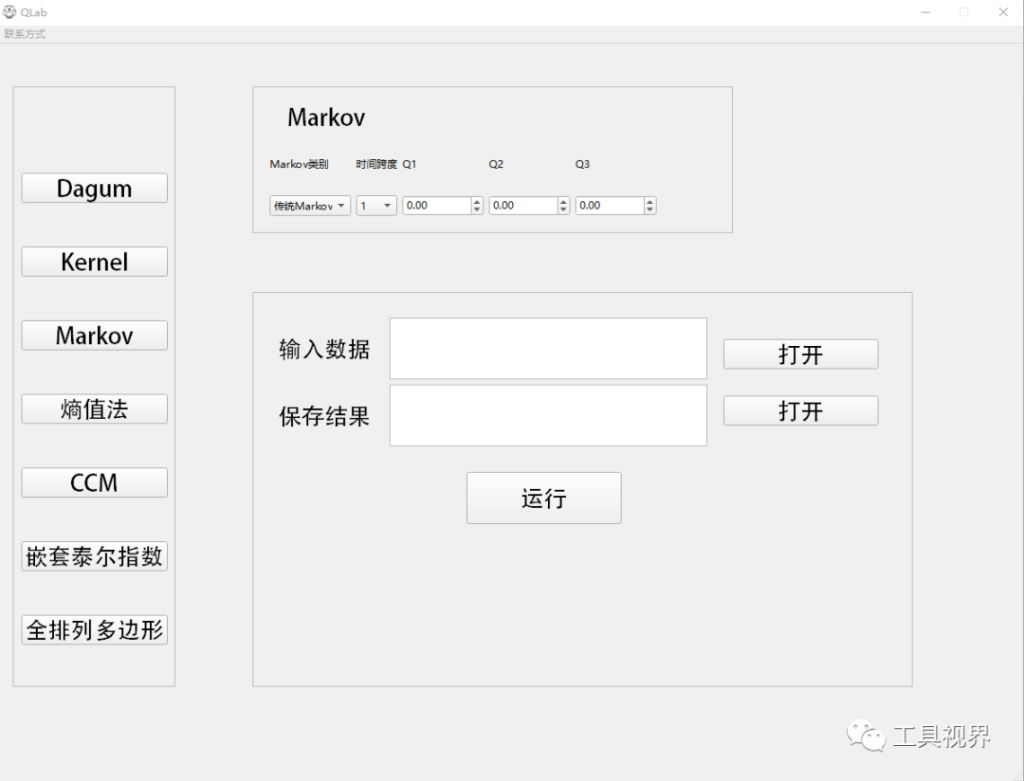 QLab
联系方式
Dagum
Kernel
Markov
熵值法
CCM
嵌套泰尔指数
全排列多边形
Markov
Markov类别 时间跨度 Q1 Q2 Q3
传统Markov 1 0.00 0.00 0.00
输入数据 打开
保存结果 打开
运行
工具视界